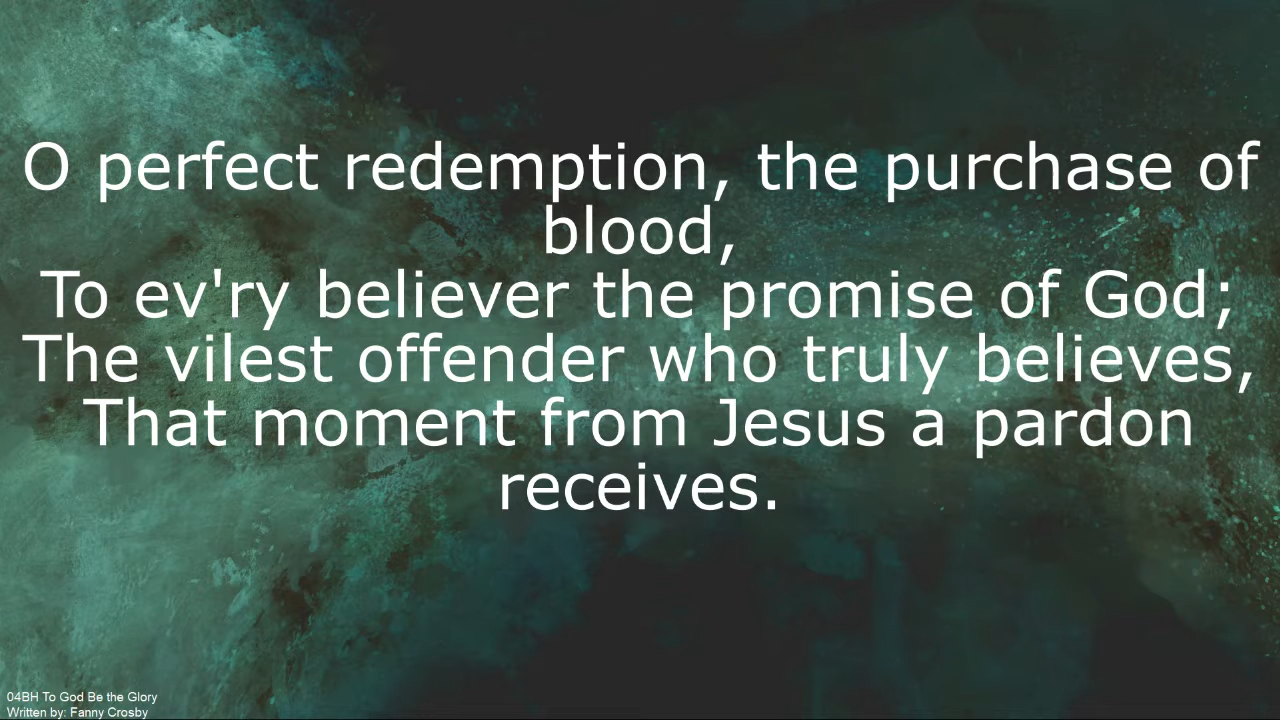 O perfect redemption, the purchase of
blood,
To ev'ry believer the promise of God;
The vilest offender who truly believes,
That moment from Jesus a pardon
receives.
04BH To God Be the Glory
Written by: Fanny Crosby